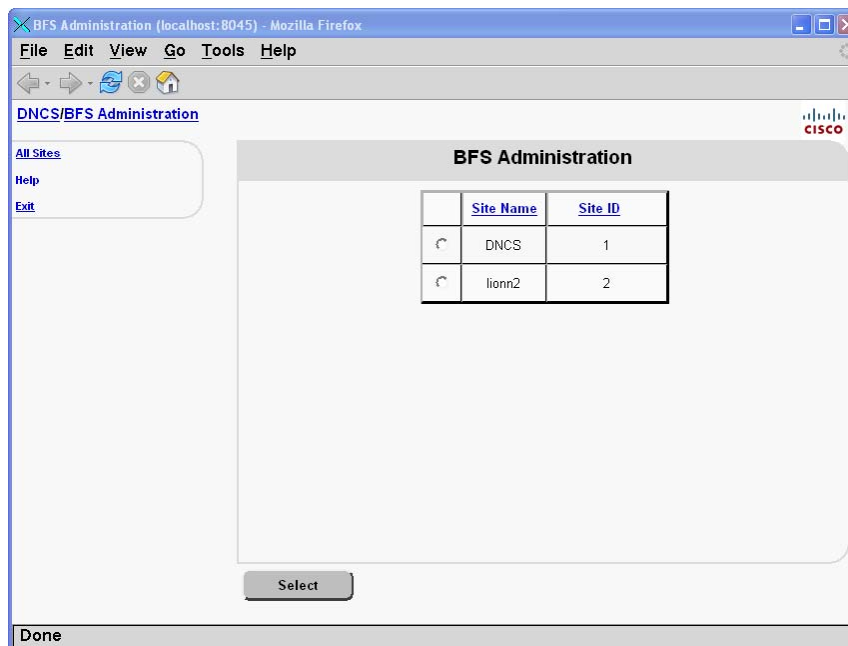 BFS Administration (localhost:8045) - Mozilla Firefox
File Edit View Go Tools Help
DNCS/BFS Administration
CISCO
All Sites
Help
Exit
BFS Administration
Site Name Site ID
DNCS 1
lionn2 2
Select
Done